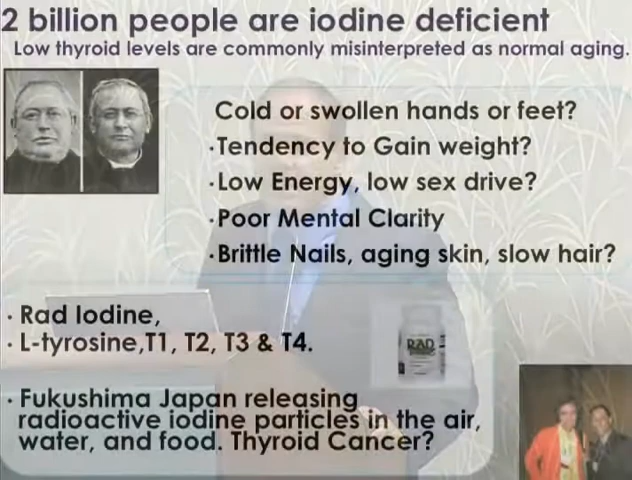 2 billion people are iodine deficient
Low thyroid levels are commonly misinterpreted as normal aging.
Cold or swollen hands or feet?
·Tendency to Gain weight?
·Low Energy, low sex drive?
·Poor Mental Clarity
·Brittle Nails, aging skin, slow hair?
· Rad Iodine,
· L-tyrosine,T1, T2, T3 & T4.
RAD
· Fukushima Japan releasing
radioactive iodine particles in the air,
water, and food. Thyroid Cancer?